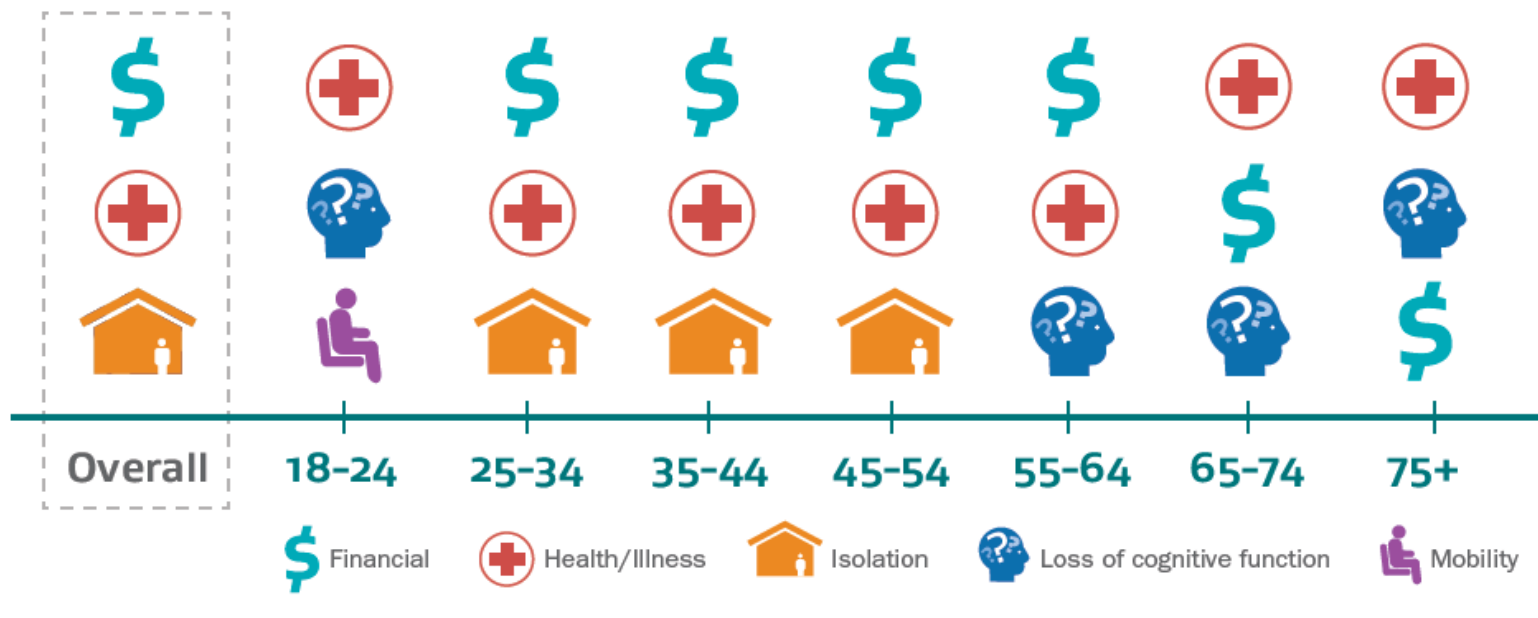 Overall 18-24 25-34 35-44 45-54 55-64 65-74 75+
Financial Health/Illness Isolation Loss of cognitive function Mobility